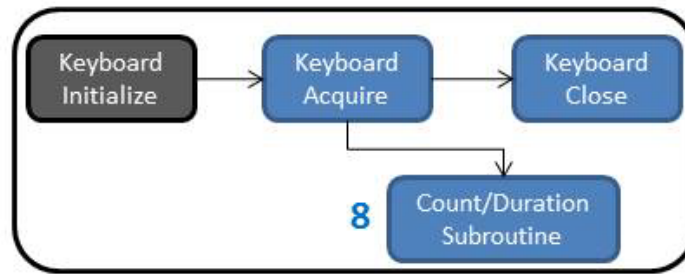 Keyboard
Initialize
Keyboard
Acquire
Keyboard
Close
8
Count/Duration
Subroutine